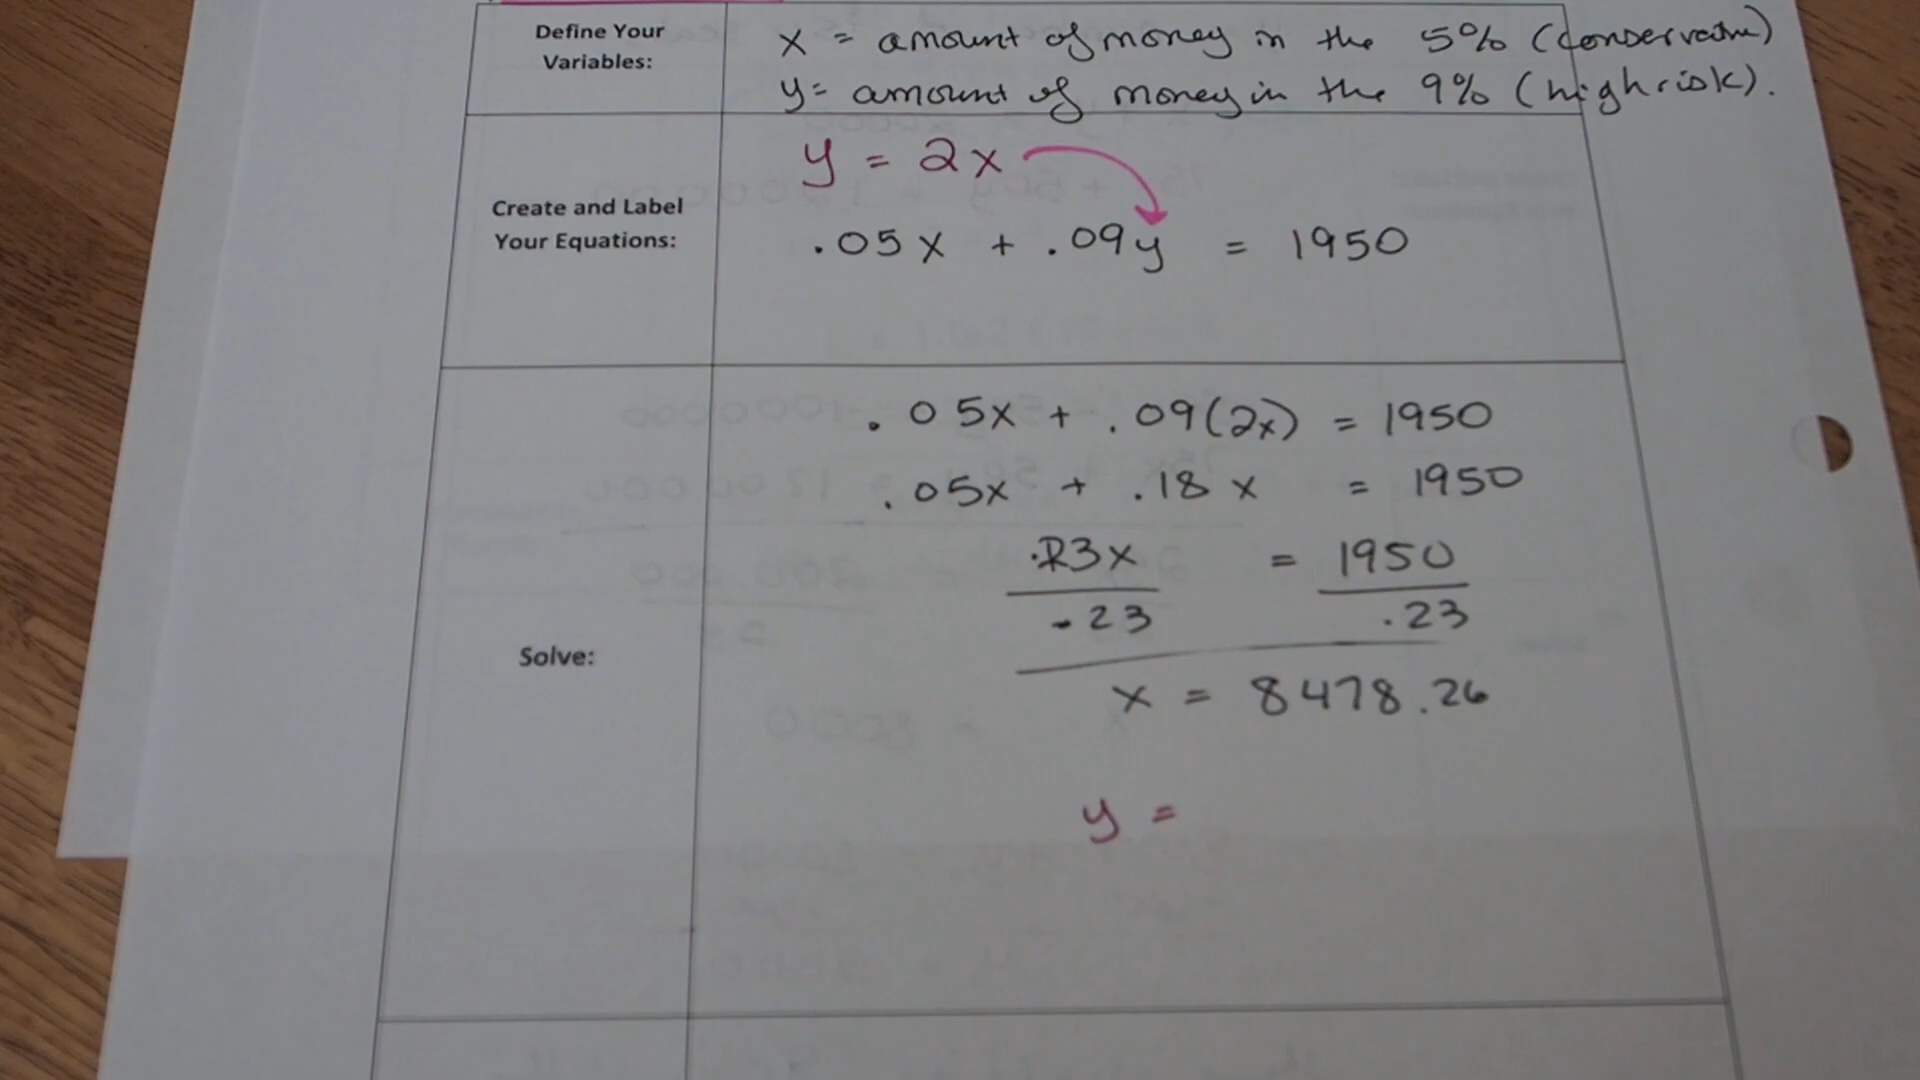 Define Your
Variables:
x = amount of money in the 5% (conservative)
y = amount of money in the 9% (high risk).
Create and Label
Your Equations:
y = 2x
.05x + .09y = 1950
Solve:
.05x + .09(2x) = 1950
.05x + .18x = 1950
.23x = 1950
.23 .23
x = 8478.26
y =